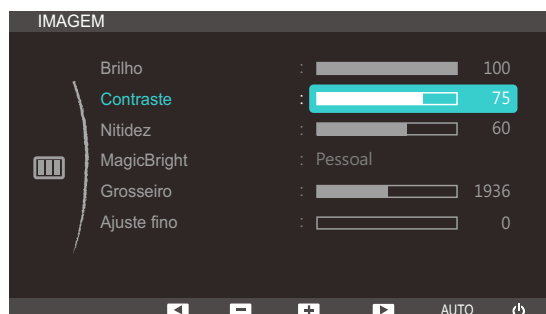 IMAGEM
Brilho : 100
Contraste : 75
Nitidez : 60
MagicBright : Pessoal
Grosseiro : 1936
Ajuste fino : 0
AUTO